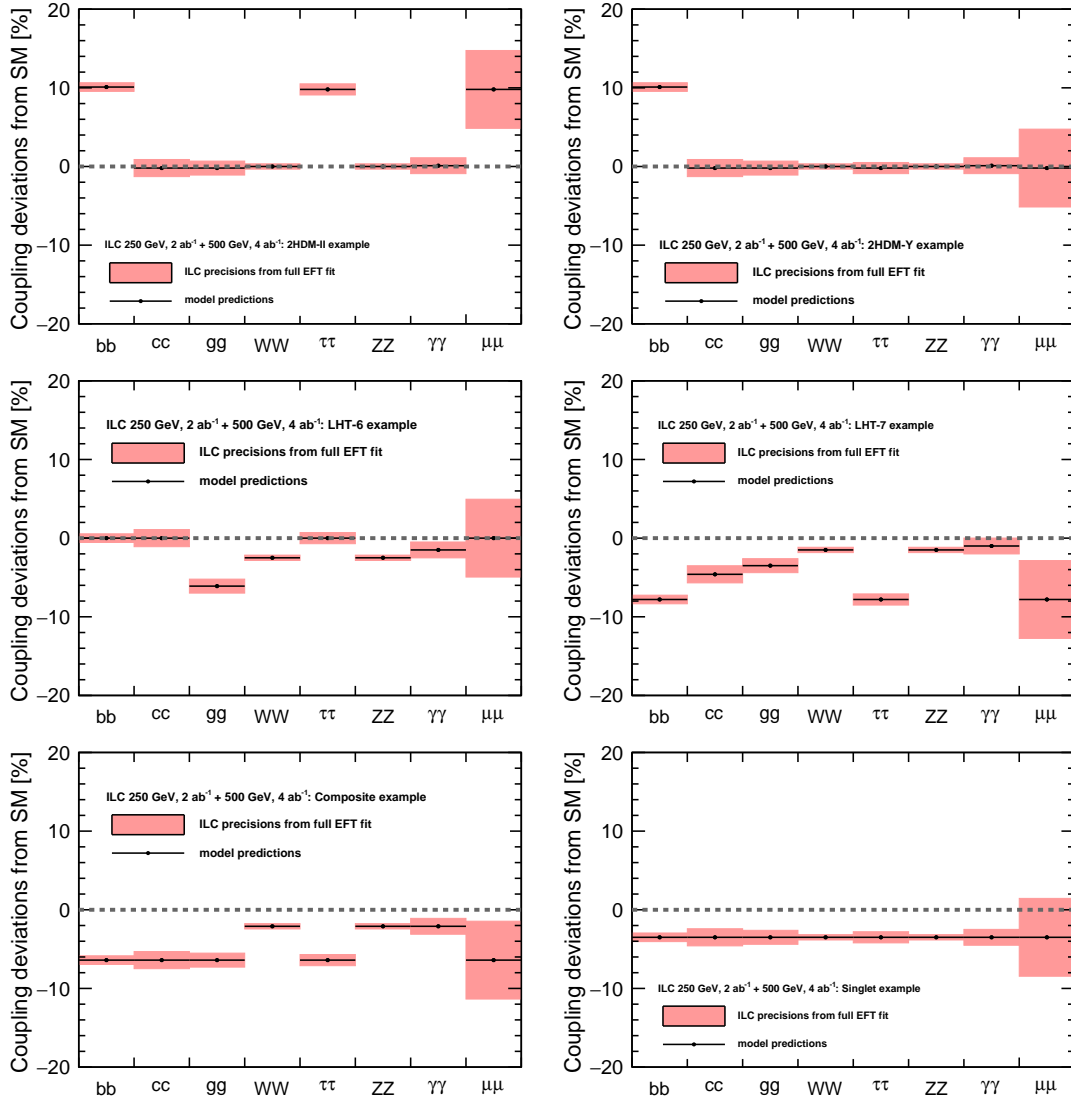 Coupling deviations from SM [%]
20
10
0
−10
−20
ILC 250 GeV, 2 ab⁻¹ + 500 GeV, 4 ab⁻¹: 2HDM-II example
ILC precisions from full EFT fit
model predictions
bb cc gg WW ττ ZZ γγ μμ
Coupling deviations from SM [%]
20
10
0
−10
−20
ILC 250 GeV, 2 ab⁻¹ + 500 GeV, 4 ab⁻¹: 2HDM-Y example
ILC precisions from full EFT fit
model predictions
bb cc gg WW ττ ZZ γγ μμ
Coupling deviations from SM [%]
20
10
0
−10
−20
ILC 250 GeV, 2 ab⁻¹ + 500 GeV, 4 ab⁻¹: LHT-6 example
ILC precisions from full EFT fit
model predictions
bb cc gg WW ττ ZZ γγ μμ
Coupling deviations from SM [%]
20
10
0
−10
−20
ILC 250 GeV, 2 ab⁻¹ + 500 GeV, 4 ab⁻¹: LHT-7 example
ILC precisions from full EFT fit
model predictions
bb cc gg WW ττ ZZ γγ μμ
Coupling deviations from SM [%]
20
10
0
−10
−20
ILC 250 GeV, 2 ab⁻¹ + 500 GeV, 4 ab⁻¹: Composite example
ILC precisions from full EFT fit
model predictions
bb cc gg WW ττ ZZ γγ μμ
Coupling deviations from SM [%]
20
10
0
−10
−20
ILC 250 GeV, 2 ab⁻¹ + 500 GeV, 4 ab⁻¹: Singlet example
ILC precisions from full EFT fit
model predictions
bb cc gg WW ττ ZZ γγ μμ